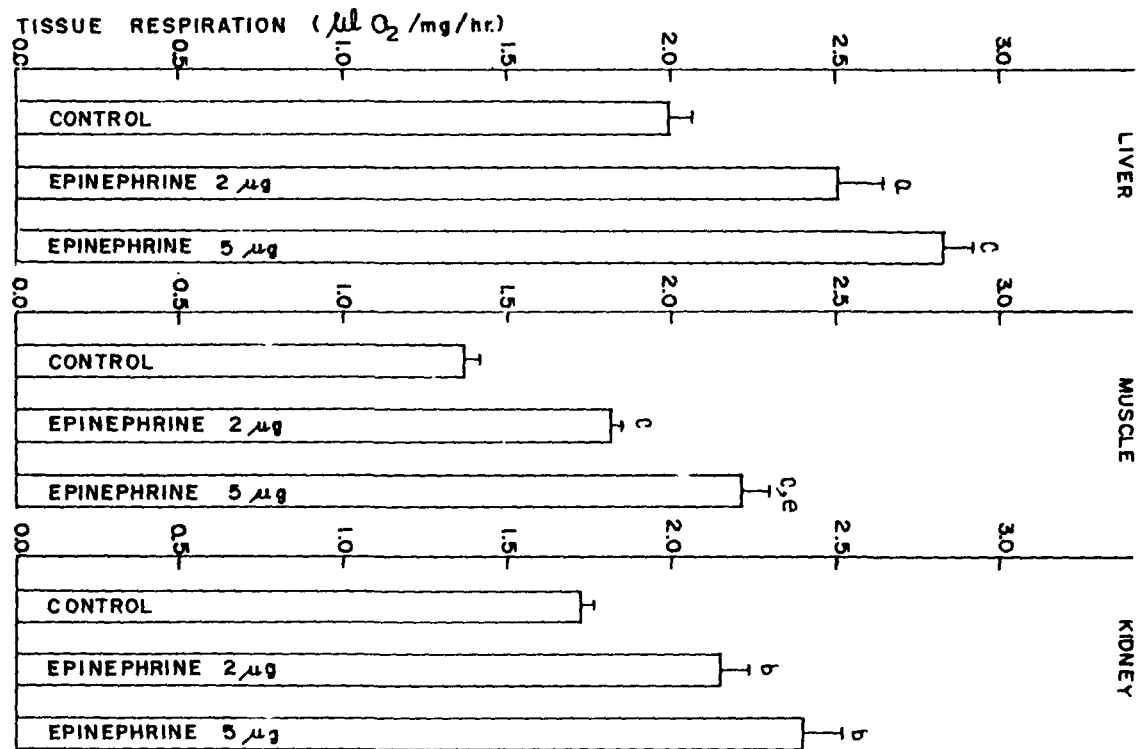 TISSUE RESPIRATION (µl O2/mg/hr.)
0.0 0.5 1.0 1.5 2.0 2.5 3.0
LIVER
CONTROL
EPINEPHRINE 2 µg a
EPINEPHRINE 5 µg c
0.0 0.5 1.0 1.5 2.0 2.5 3.0
MUSCLE
CONTROL
EPINEPHRINE 2 µg c
EPINEPHRINE 5 µg c,e
0.0 0.5 1.0 1.5 2.0 2.5 3.0
KIDNEY
CONTROL
EPINEPHRINE 2 µg b
EPINEPHRINE 5 µg b